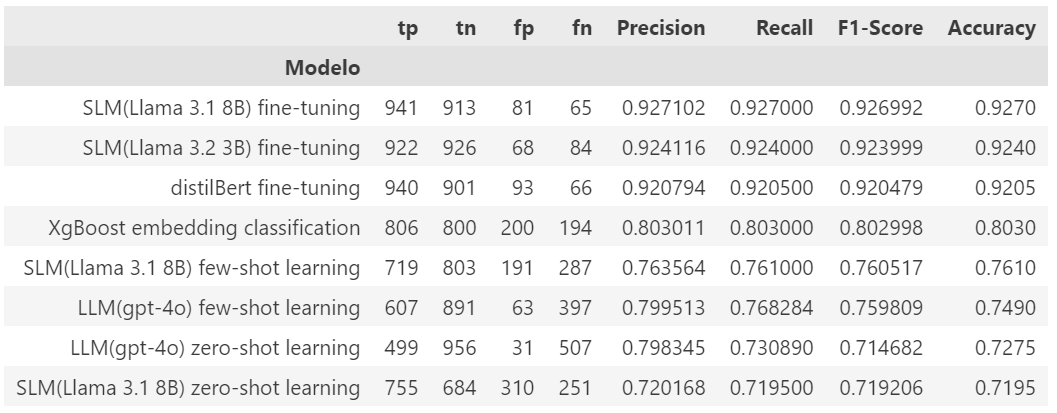 tp tn fp fn Precision Recall F1-Score Accuracy
Modelo
SLM(Llama 3.1 8B) fine-tuning 941 913 81 65 0.927102 0.927000 0.926992 0.9270
SLM(Llama 3.2 3B) fine-tuning 922 926 68 84 0.924116 0.924000 0.923999 0.9240
distilBert fine-tuning 940 901 93 66 0.920794 0.920500 0.920479 0.9205
XgBoost embedding classification 806 800 200 194 0.803011 0.803000 0.802998 0.8030
SLM(Llama 3.1 8B) few-shot learning 719 803 191 287 0.763564 0.761000 0.760517 0.7610
LLM(gpt-4o) few-shot learning 607 891 63 397 0.799513 0.768284 0.759809 0.7490
LLM(gpt-4o) zero-shot learning 499 956 31 507 0.798345 0.730890 0.714682 0.7275
SLM(Llama 3.1 8B) zero-shot learning 755 684 310 251 0.720168 0.719500 0.719206 0.7195